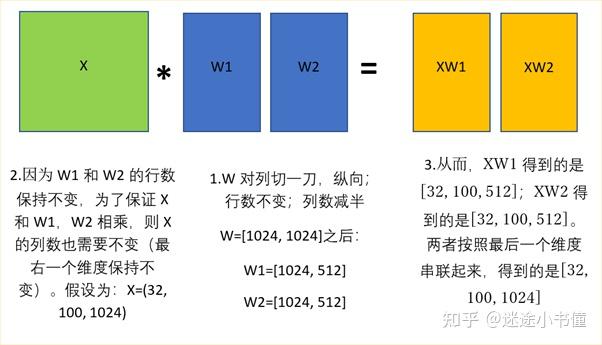 X
*
W1
W2
=
XW1
XW2
2.因为 W1 和 W2 的行数
保持不变，为了保证 X
和 W1，W2 相乘，则 X
的列数也需要不变（最
右一个维度保持不
变）。假设为：X=(32,
100, 1024)
1.W 对列切一刀，纵向；
行数不变；列数减半
W=[1024, 1024]之后：
W1=[1024, 512]
W2=[1024, 512]
3.从而，XW1 得到的是
[32, 100, 512]；XW2 得
到的是[32, 100, 512]。
两者按照最后一个维度
串联起来，得到的是[32,
100, 1024]
知乎 @迷途小书僮